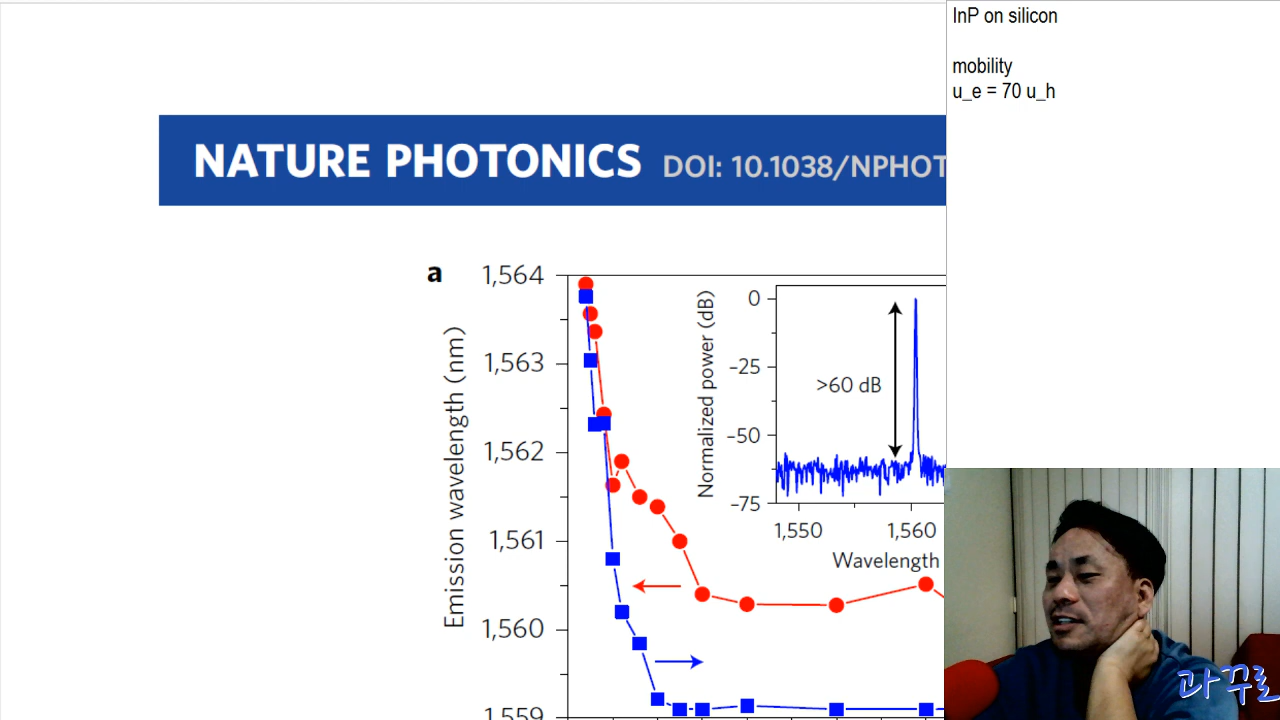 InP on silicon
mobility
u_e = 70 u_h
NATURE PHOTONICS DOI: 10.1038/NPHOT
a
1,564
1,563
1,562
1,561
1,560
1,559
Emission wavelength (nm)
Normalized power (dB)
0
−25
−50
−75
>60 dB
1,550
1,560
Wavelength
과꾸로